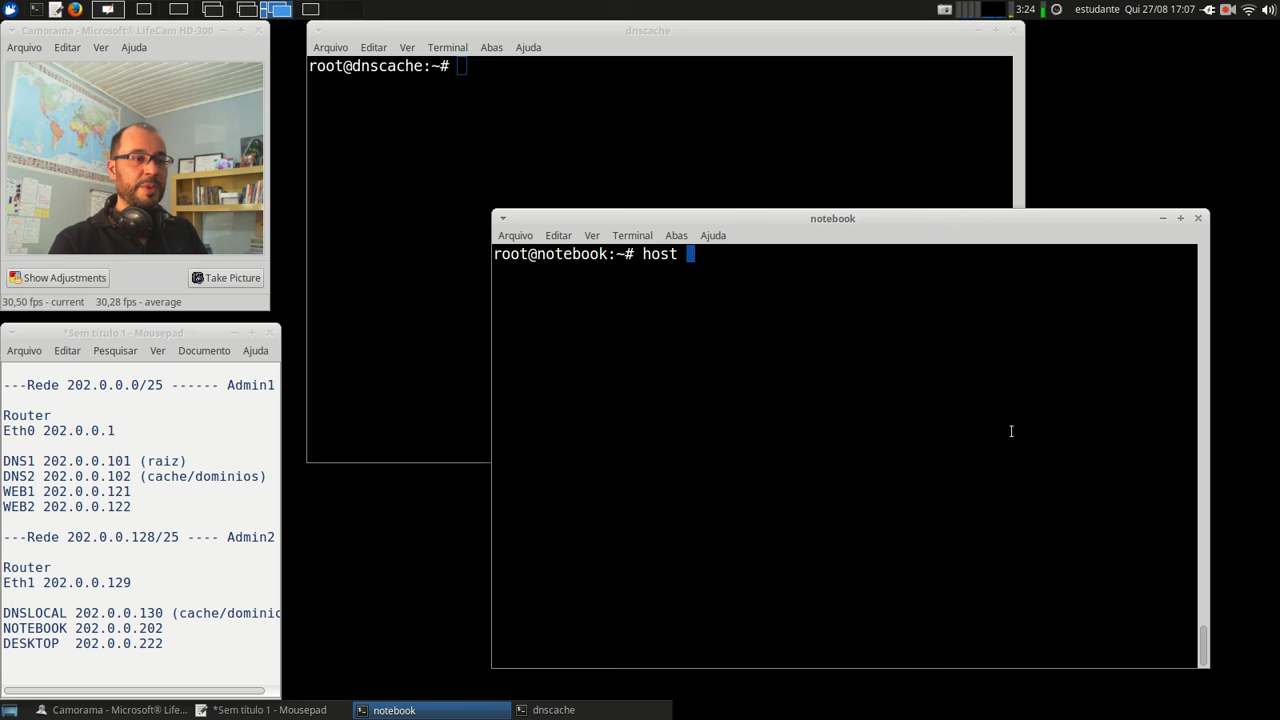 3:24 estudante Qui 27/08 17:07
Camorama - Microsoft® LifeCam HD-300
Arquivo Editar Ver Ajuda
Show Adjustments Take Picture
30,50 fps - current 30,28 fps - average
dnscache
Arquivo Editar Ver Terminal Abas Ajuda
root@dnscache:~#
notebook
Arquivo Editar Ver Terminal Abas Ajuda
root@notebook:~# host
*Sem título 1 - Mousepad
Arquivo Editar Pesquisar Ver Documento Ajuda
---Rede 202.0.0.0/25 ------ Admin1
Router
Eth0 202.0.0.1
DNS1 202.0.0.101 (raiz)
DNS2 202.0.0.102 (cache/dominios)
WEB1 202.0.0.121
WEB2 202.0.0.122
---Rede 202.0.0.128/25 ---- Admin2
Router
Eth1 202.0.0.129
DNSLOCAL 202.0.0.130 (cache/dominic
NOTEBOOK 202.0.0.202
DESKTOP 202.0.0.222
Camorama - Microsoft® LifeC... *Sem título 1 - Mousepad notebook dnscache